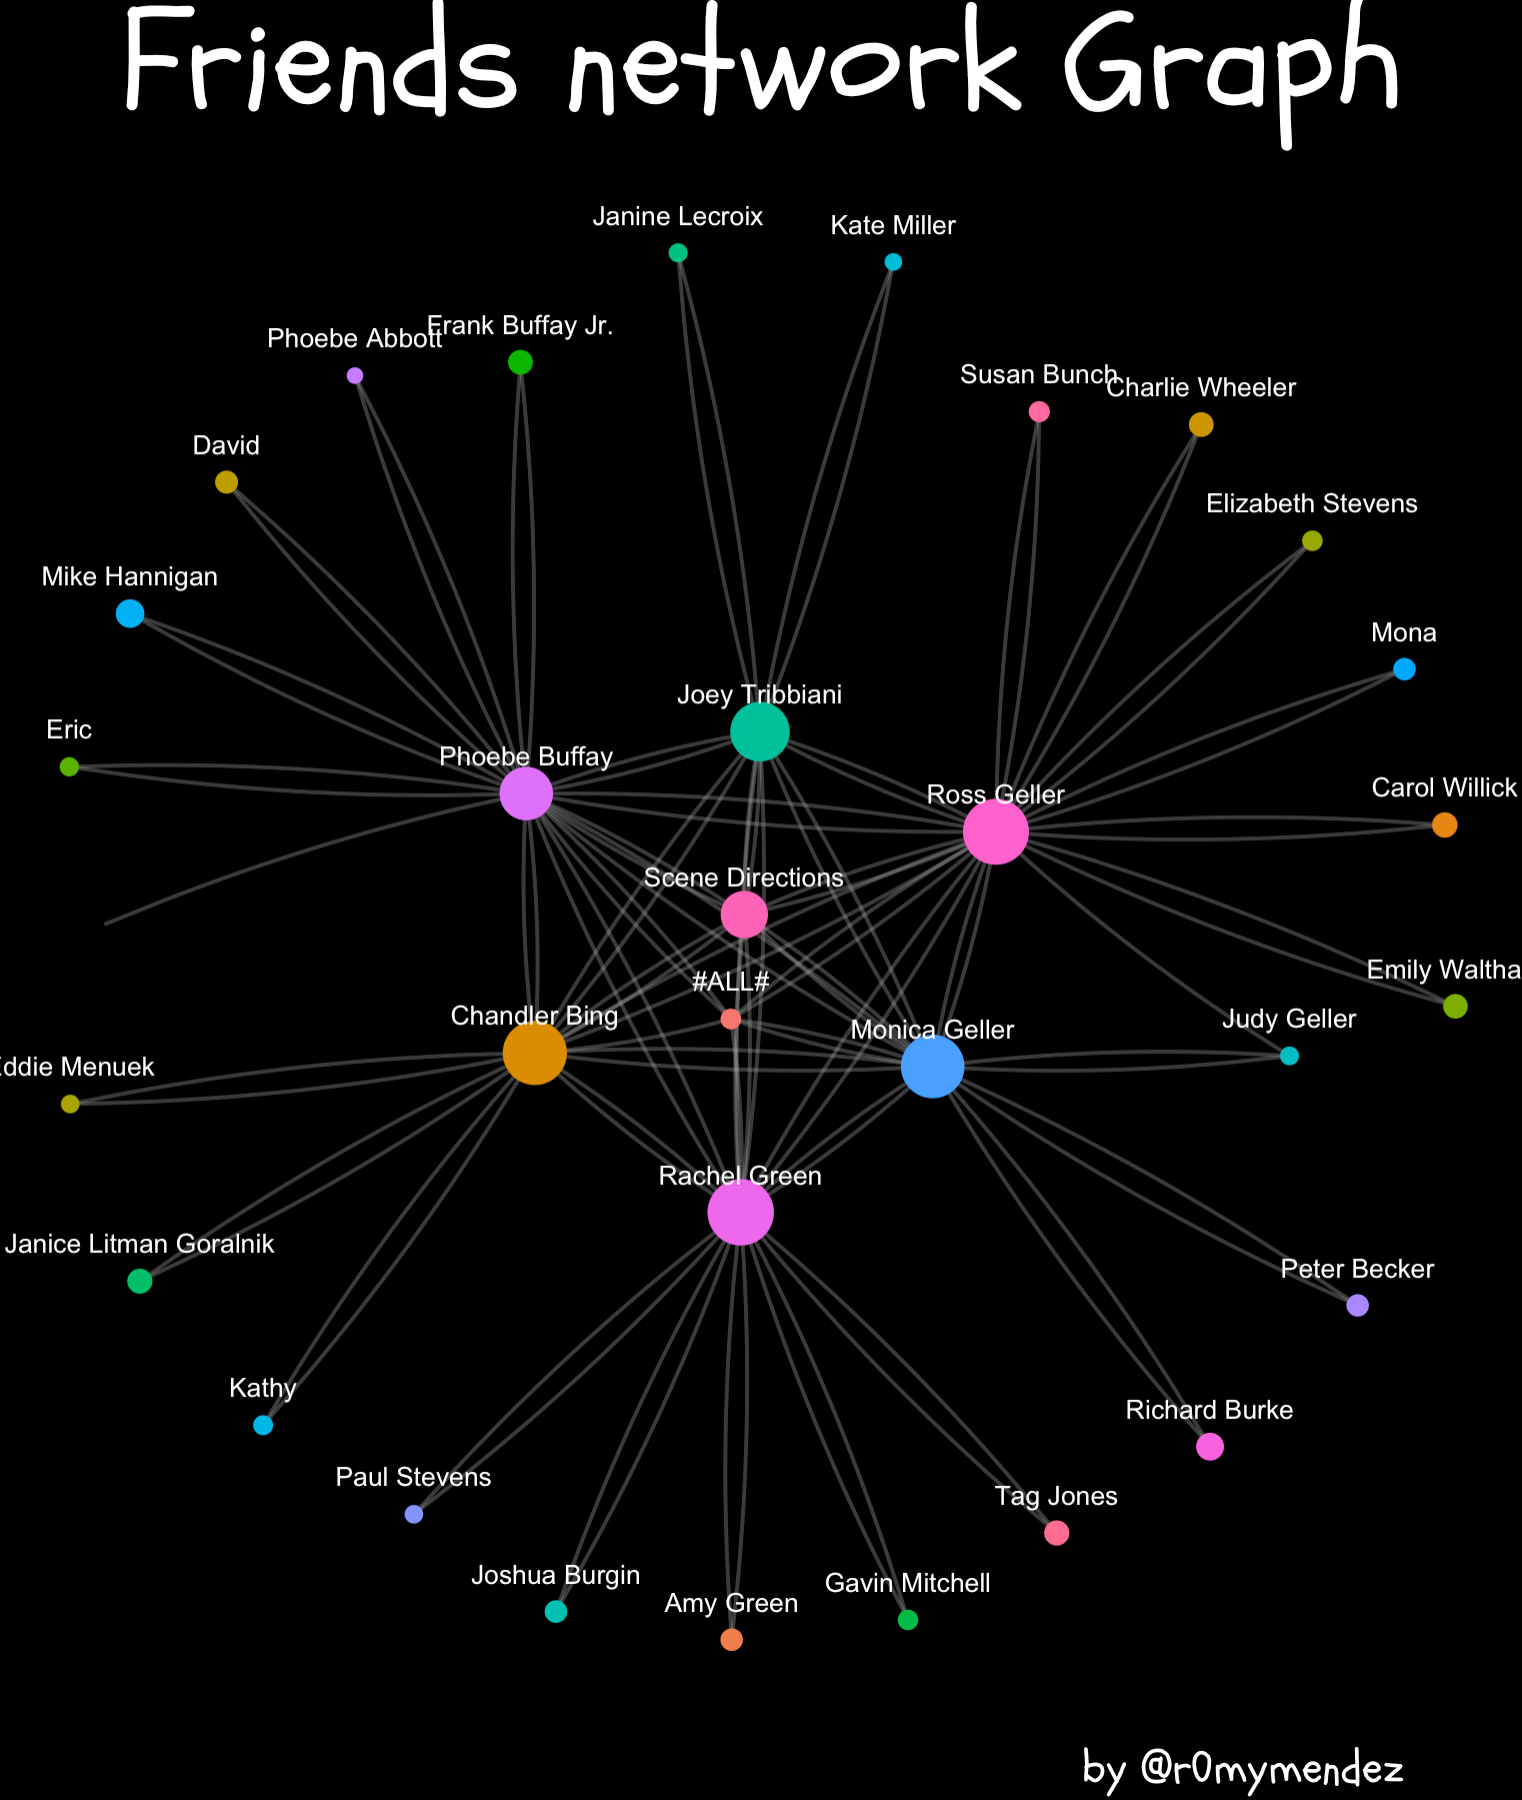 Friends network Graph
Janine Lecroix
Kate Miller
Frank Buffay Jr.
Phoebe Abbott
Susan Bunch
Charlie Wheeler
David
Elizabeth Stevens
Mike Hannigan
Mona
Joey Tribbiani
Eric
Phoebe Buffay
Carol Willick
Ross Geller
Scene Directions
Emily Waltha
#ALL#
Chandler Bing
Judy Geller
Monica Geller
Eddie Menuek
Rachel Green
Janice Litman Goralnik
Peter Becker
Kathy
Richard Burke
Paul Stevens
Tag Jones
Joshua Burgin
Gavin Mitchell
Amy Green
by @r0mymendez